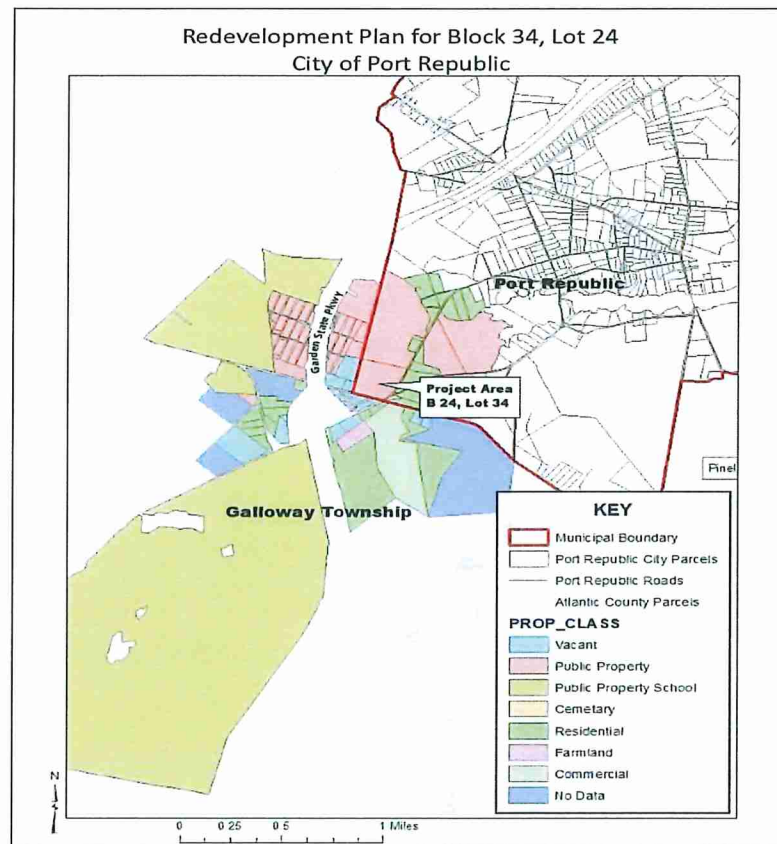 Redevelopment Plan for Block 34, Lot 24
City of Port Republic
Garden State Pkwy
Port Republic
Project Area
B 24, Lot 34
Pinel
Galloway Township
KEY
Municipal Boundary
Port Republic City Parcels
Port Republic Roads
Atlantic County Parcels
PROP_CLASS
Vacant
Public Property
Public Property School
Cemetary
Residential
Farmland
Commercial
No Data
N
0 0 25 0 5 1 Miles